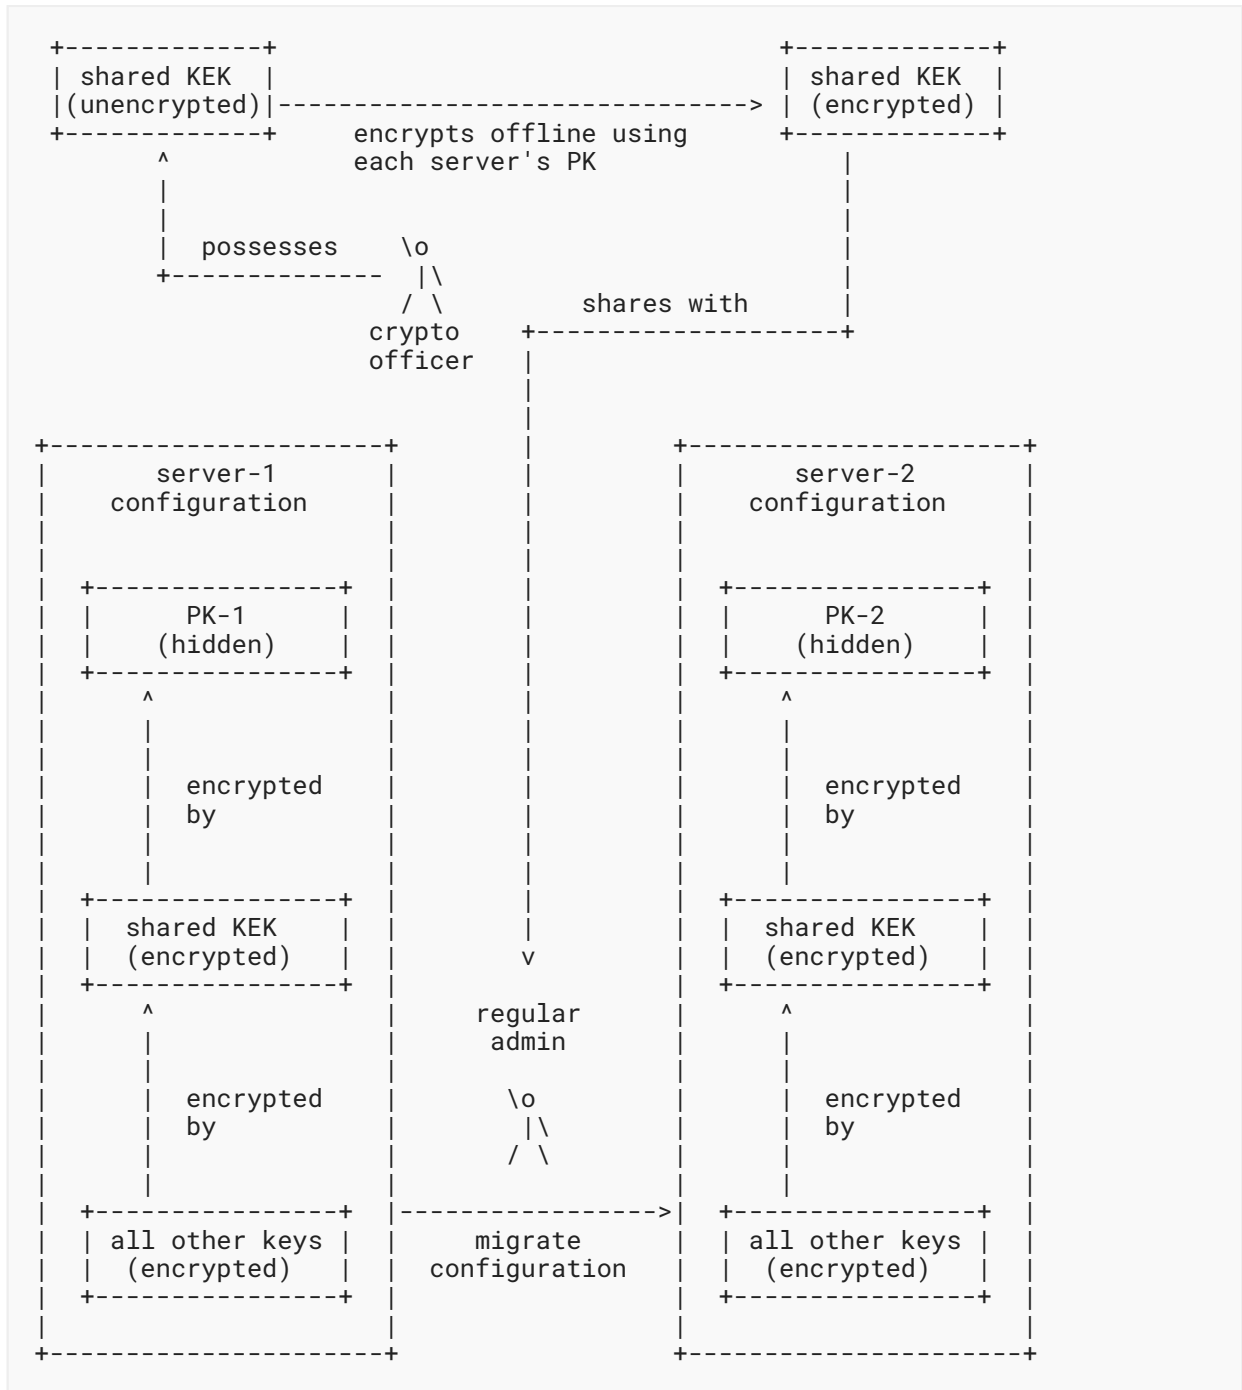 shared KEK shared KEK
(unencrypted) (encrypted)
encrypts offline using
each server's PK
possesses
shares with
crypto
officer
server-1 server-2
configuration configuration
PK-1 PK-2
(hidden) (hidden)
encrypted encrypted
by by
shared KEK shared KEK
(encrypted) (encrypted)
regular
admin
encrypted encrypted
by by
all other keys migrate all other keys
(encrypted) configuration (encrypted)